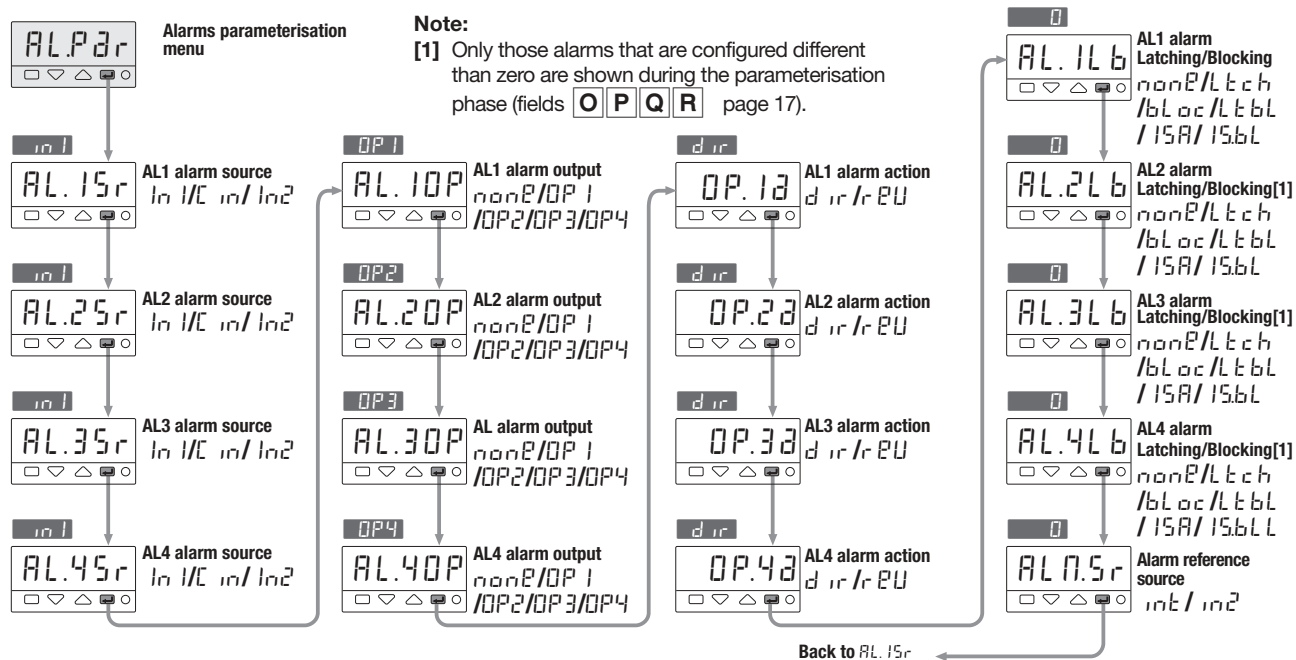 AL.PAr
Alarms parameterisation
menu
Note:
[1] Only those alarms that are configured different
than zero are shown during the parameterisation
phase (fields O P Q R page 17).
in1
AL.1Sr
AL1 alarm source
In1/C in/In2
in1
AL.2Sr
AL2 alarm source
In1/C in/In2
in1
AL.3Sr
AL3 alarm source
In1/C in/In2
in1
AL.4Sr
AL4 alarm source
In1/C in/In2
OP1
AL.1OP
AL1 alarm output
none/OP1
/OP2/OP3/OP4
OP2
AL.2OP
AL2 alarm output
none/OP1
/OP2/OP3/OP4
OP3
AL.3OP
AL alarm output
none/OP1
/OP2/OP3/OP4
OP4
AL.4OP
AL4 alarm output
none/OP1
/OP2/OP3/OP4
dir
OP.1a
AL1 alarm action
dir/reU
dir
OP.2a
AL2 alarm action
dir/reU
dir
OP.3a
AL3 alarm action
dir/reU
dir
OP.4a
AL4 alarm action
dir/reU
0
AL.1Lb
AL1 alarm
Latching/Blocking
none/Ltch
/bLoc/LtbL
/ISA/IS.bL
0
AL.2Lb
AL2 alarm
Latching/Blocking[1]
none/Ltch
/bLoc/LtbL
/ISA/IS.bL
0
AL.3Lb
AL3 alarm
Latching/Blocking[1]
none/Ltch
/bLoc/LtbL
/ISA/IS.bL
0
AL.4Lb
AL4 alarm
Latching/Blocking[1]
none/Ltch
/bLoc/LtbL
/ISA/IS.bLL
0
ALM.Sr
Alarm reference
source
int/in2
Back to AL.1Sr